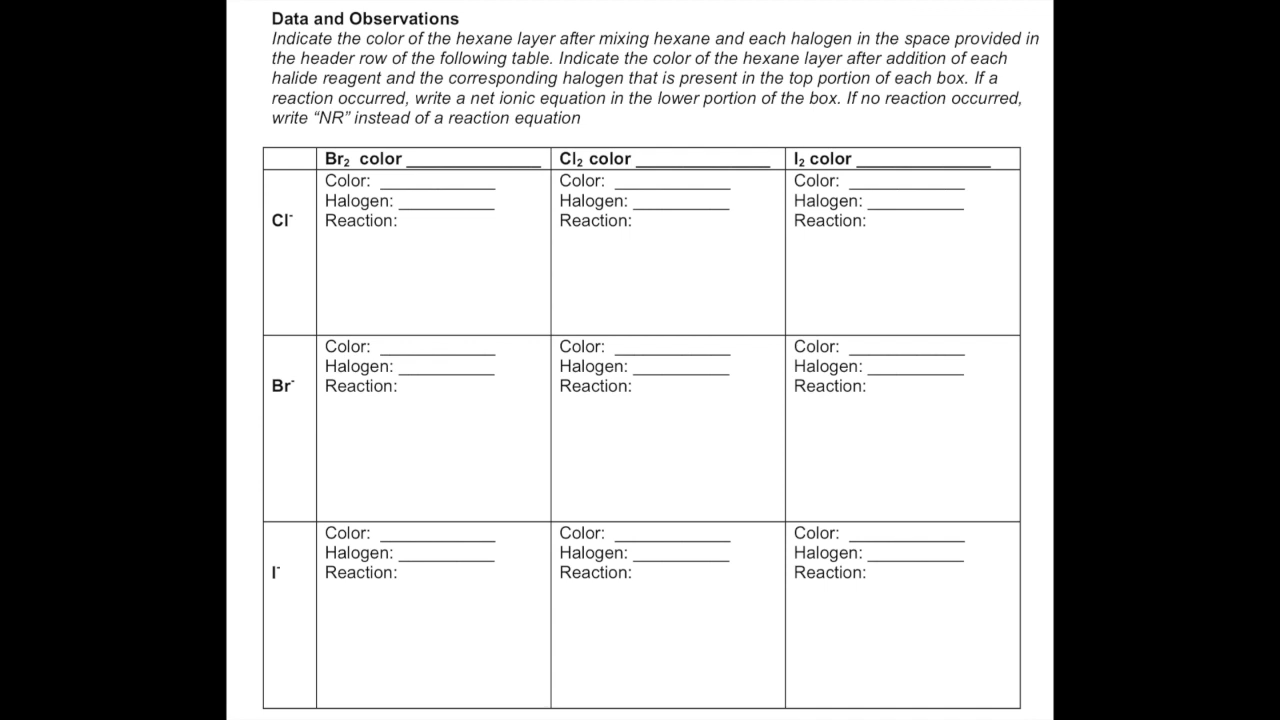 Data and Observations
Indicate the color of the hexane layer after mixing hexane and each halogen in the space provided in
the header row of the following table. Indicate the color of the hexane layer after addition of each
halide reagent and the corresponding halogen that is present in the top portion of each box. If a
reaction occurred, write a net ionic equation in the lower portion of the box. If no reaction occurred,
write “NR” instead of a reaction equation
Br₂ color ______________ Cl₂ color ______________ I₂ color ______________
Color: ____________ Color: ____________ Color: ____________
Halogen: __________ Halogen: __________ Halogen: __________
Cl⁻ Reaction: Reaction: Reaction:
Color: ____________ Color: ____________ Color: ____________
Halogen: __________ Halogen: __________ Halogen: __________
Br⁻ Reaction: Reaction: Reaction:
Color: ____________ Color: ____________ Color: ____________
Halogen: __________ Halogen: __________ Halogen: __________
I⁻ Reaction: Reaction: Reaction: